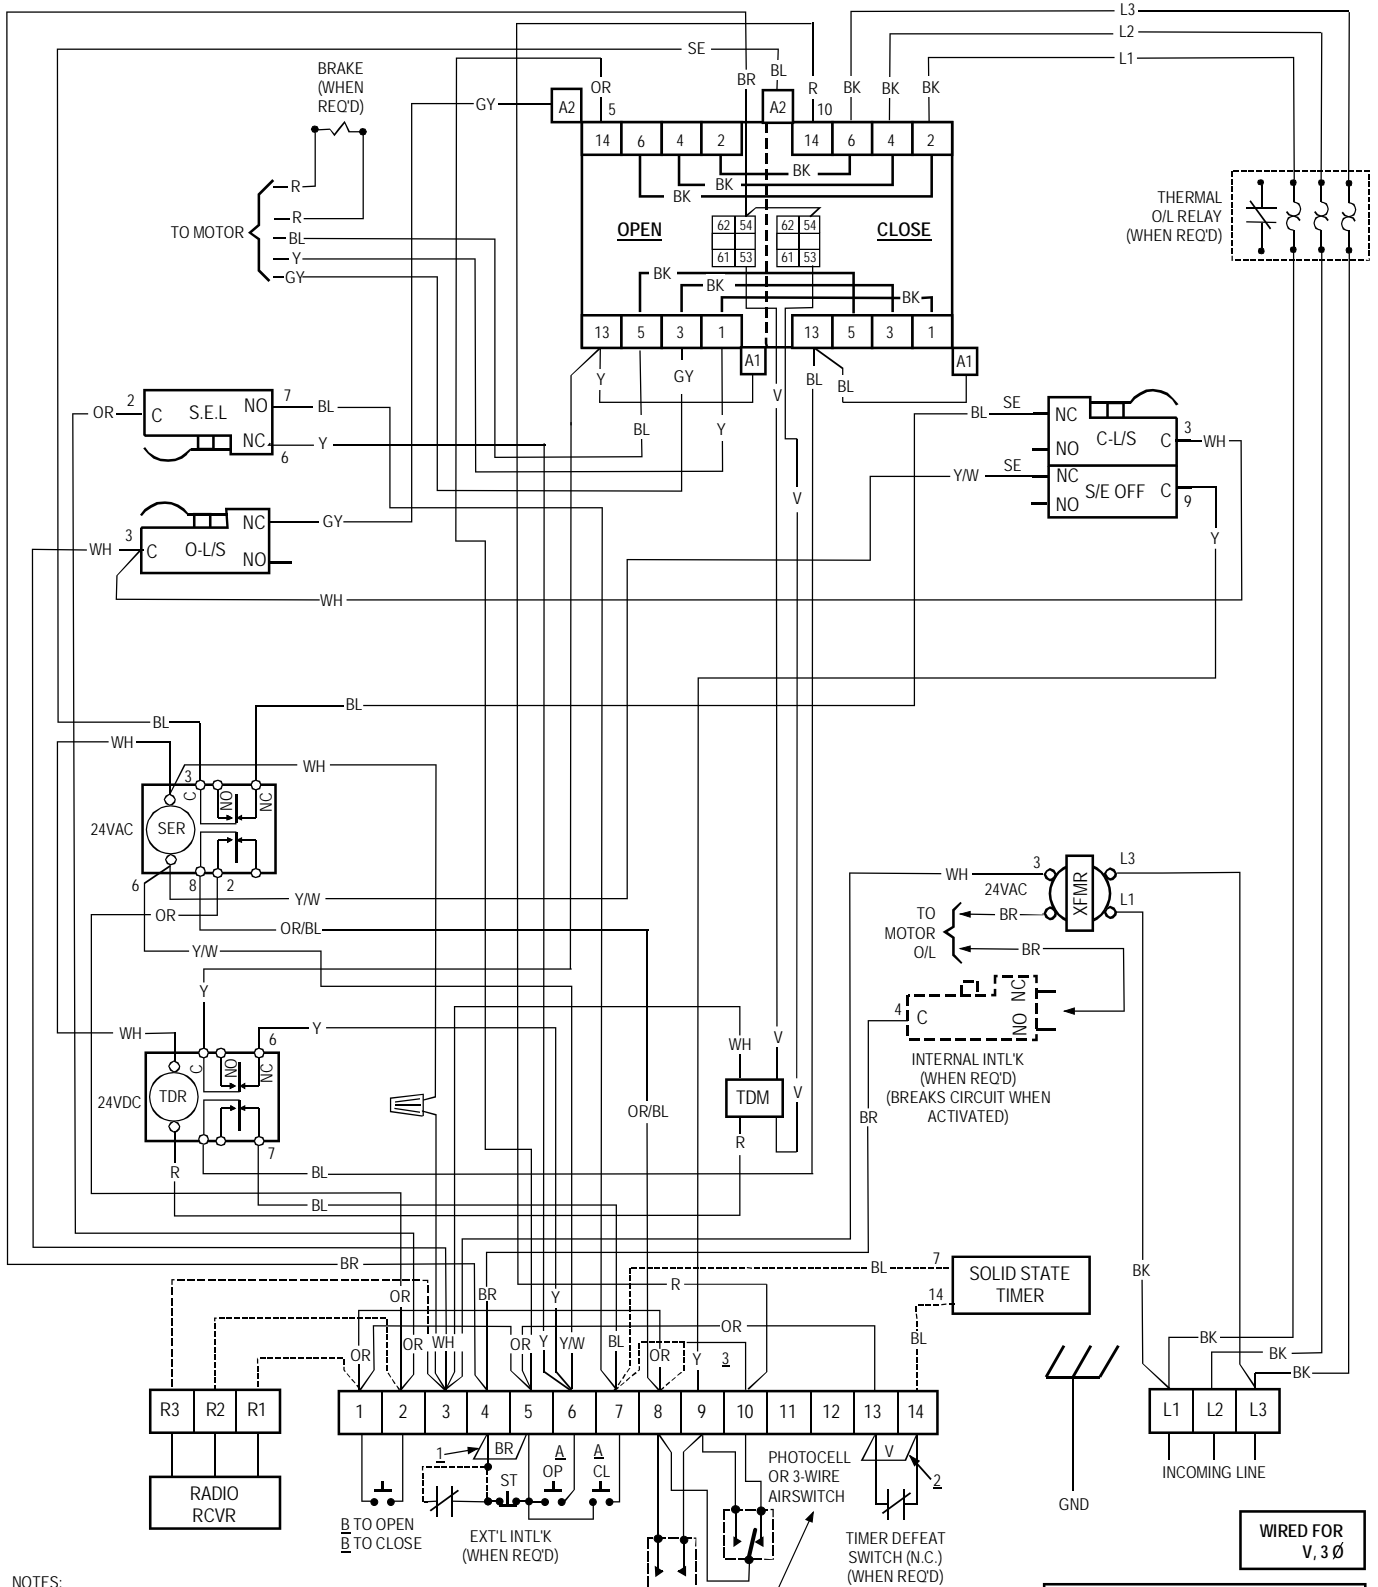 L3
SE
L2
BRAKE
(WHEN
REQ'D)
BR
BL
L1
OR
R
BK
BK
BK
GY
A2
5
A2
10
14
6
4
2
14
6
4
2
BK
BK
BK
R
R
TO MOTOR
BL
Y
GY
OPEN
62 54
61 53
62 54
61 53
CLOSE
THERMAL
O/L RELAY
(WHEN REQ'D)
BK
BK
BK
13
5
3
1
13
5
3
1
A1
A1
Y
GY
BL
BL
V
BL
Y
2
OR
C
S.E.L
NO
7
BL
NC
Y
6
BL
SE
NC
C-L/S
3
NO
C
WH
Y/W
SE
NC
S/E OFF
C
NO
9
V
Y
NC
GY
3
WH
C
O-L/S
NO
WH
BL
BL
WH
WH
3
C
NO
NC
24VAC
SER
6
8
2
Y/W
OR
OR/BL
Y/W
Y
WH
3
L3
24VAC
XFMR
L1
TO
MOTOR
O/L
BR
BR
4
C
NC
NO
INTERNAL INTL'K
(WHEN REQ'D)
(BREAKS CIRCUIT WHEN
ACTIVATED)
WH
6
Y
C
NO
NC
24VDC
TDR
7
R
BL
BL
WH
V
TDM
V
R
OR/BL
BR
BR
BL
7
SOLID STATE
TIMER
14
BK
R
OR
BR
Y
OR
BL
OR
OR
WH
OR
Y
Y/W
BL
OR
Y
3
BK
BK
BK
R3
R2
R1
1
2
3
4
5
6
7
8
9
10
11
12
13
14
L1
L2
L3
RADIO
RCVR
1
BR
A
OP
A
CL
ST
V
2
PHOTOCELL
OR 3-WIRE
AIRSWITCH
INCOMING LINE
GND
B TO OPEN
B TO CLOSE
EXT'L INTL'K
(WHEN REQ'D)
TIMER DEFEAT
SWITCH (N.C.)
(WHEN REQ'D)
WIRED FOR
V, 3 Ø
NOTES: